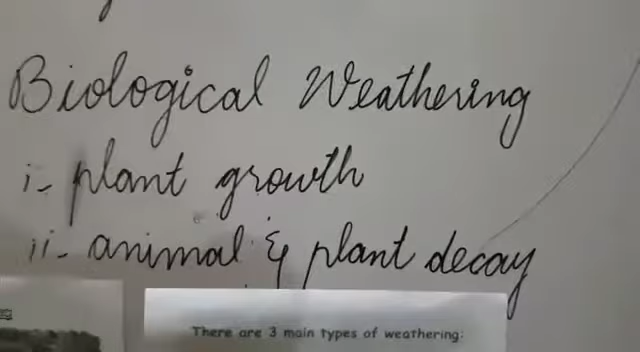 Biological Weathering
i- plant growth
ii- animal & plant decay
There are 3 main types of weathering: